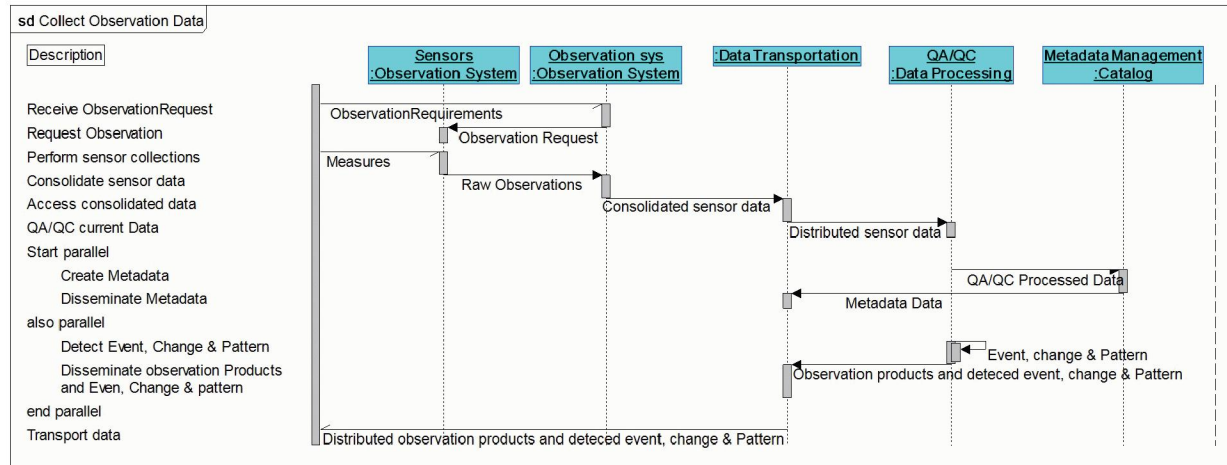 sd Collect Observation Data
Description
Sensors
:Observation System
Observation sys
:Observation System
:Data Transportation
QA/QC
:Data Processing
Metadata Management
:Catalog
Receive ObservationRequest
ObservationRequirements
Request Observation
Observation Request
Perform sensor collections
Measures
Consolidate sensor data
Raw Observations
Access consolidated data
Consolidated sensor data
QA/QC current Data
Distributed sensor data
Start parallel
Create Metadata
QA/QC Processed Data
Disseminate Metadata
Metadata Data
also parallel
Detect Event, Change & Pattern
Event, change & Pattern
Disseminate observation Products
and Even, Change & pattern
Observation products and deteced event, change & Pattern
end parallel
Transport data
Distributed observation products and deteced event, change & Pattern